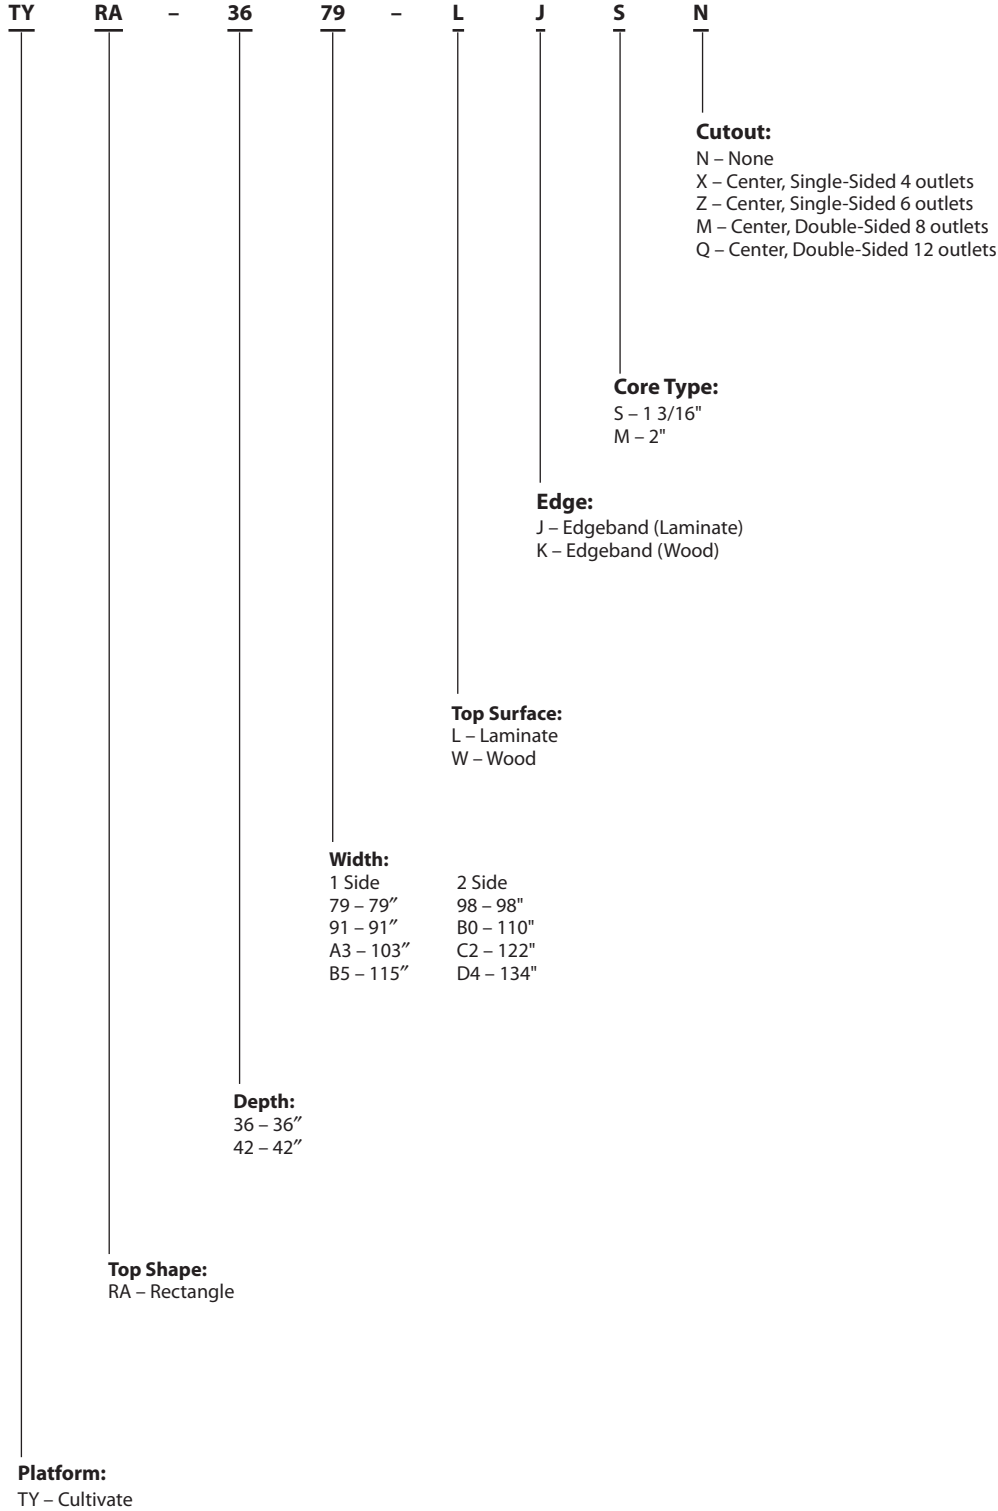 TY RA – 36 79 – L J S N
Cutout:
N – None
X – Center, Single-Sided 4 outlets
Z – Center, Single-Sided 6 outlets
M – Center, Double-Sided 8 outlets
Q – Center, Double-Sided 12 outlets
Core Type:
S – 1 3/16"
M – 2"
Edge:
J – Edgeband (Laminate)
K – Edgeband (Wood)
Top Surface:
L – Laminate
W – Wood
Width:
1 Side 2 Side
79 – 79″ 98 – 98"
91 – 91″ B0 – 110"
A3 – 103″ C2 – 122"
B5 – 115″ D4 – 134"
Depth:
36 – 36″
42 – 42″
Top Shape:
RA – Rectangle
Platform:
TY – Cultivate